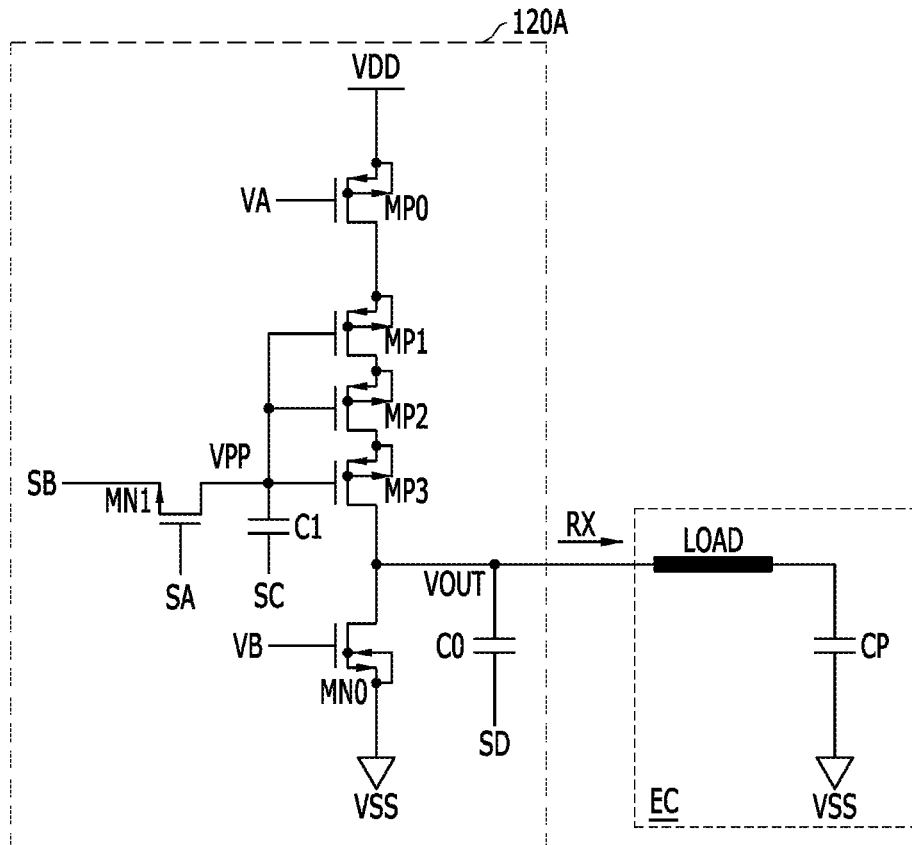 120A
VDD
VA
MP0
MP1
MP2
VPP
MP3
SB
MN1
C1
RX
LOAD
SA
SC
VOUT
VB
C0
CP
MN0
SD
VSS
EC
VSS